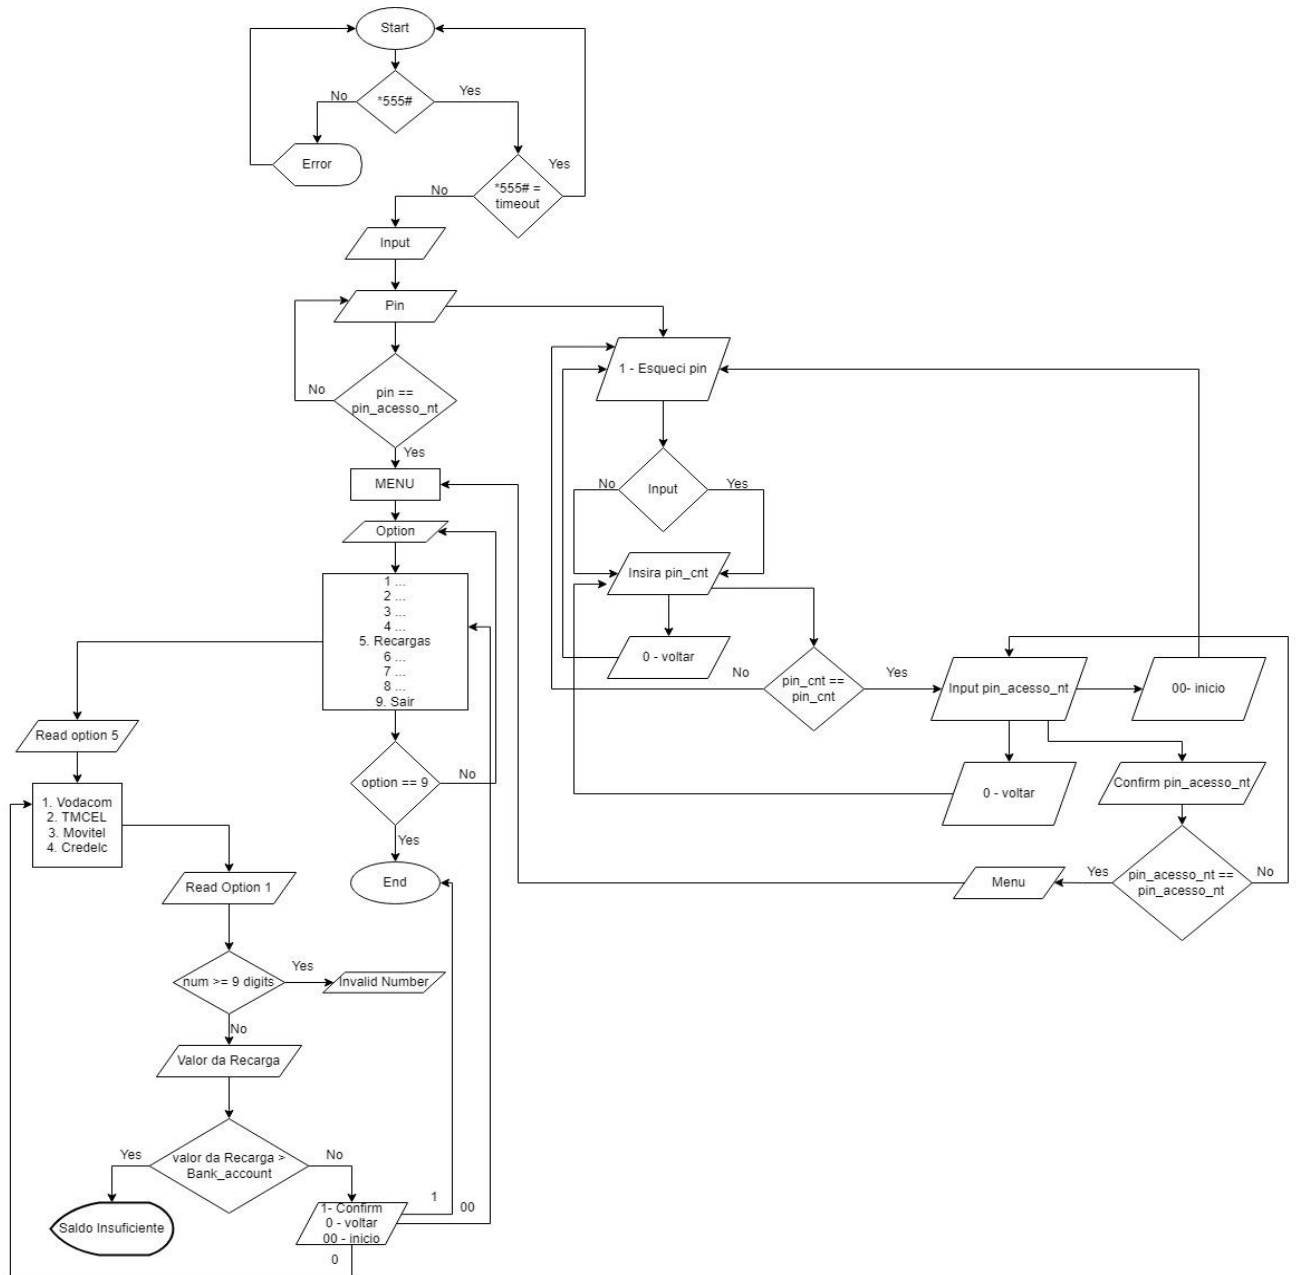 Start
*555#
No
Yes
Error
*555# =
timeout
Yes
No
Input
Pin
pin ==
pin_acesso_nt
No
Yes
MENU
Option
1 ...
2 ...
3 ...
4 ...
5. Recargas
6 ...
7 ...
8 ...
9. Sair
option == 9
No
Yes
End
Read option 5
1. Vodacom
2. TMCEL
3. Movitel
4. Credelc
Read Option 1
num >= 9 digits
Yes
Invalid Number
No
Valor da Recarga
valor da Recarga >
Bank_account
Yes
No
Saldo Insuficiente
1- Confirm
0 - voltar
00 - inicio
1
00
0
1 - Esqueci pin
Input
No
Yes
Insira pin_cnt
0 - voltar
pin_cnt ==
pin_cnt
No
Yes
Input pin_acesso_nt
00- inicio
0 - voltar
Confirm pin_acesso_nt
pin_acesso_nt ==
pin_acesso_nt
Yes
No
Menu